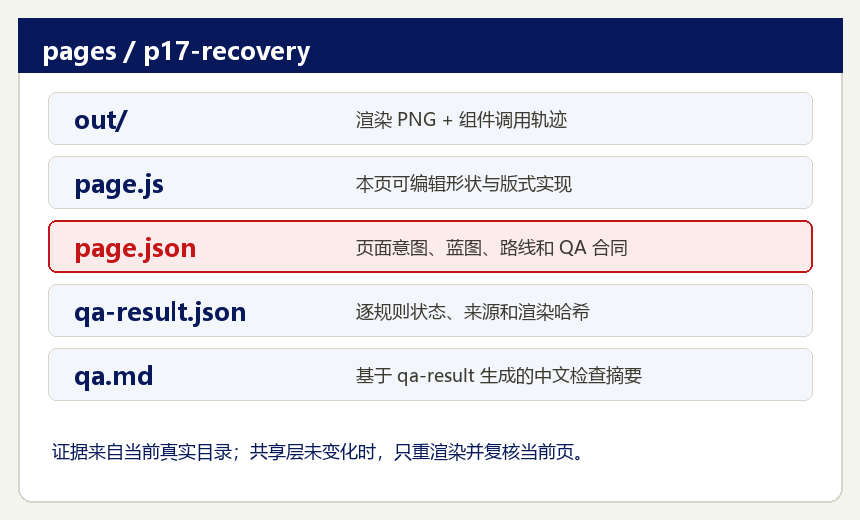 pages / p17-recovery
out/ 渲染 PNG + 组件调用轨迹
page.js 本页可编辑形状与版式实现
page.json 页面意图、蓝图、路线和 QA 合同
qa-result.json 逐规则状态、来源和渲染哈希
qa.md 基于 qa-result 生成的中文检查摘要
证据来自当前真实目录；共享层未变化时，只重渲染并复核当前页。